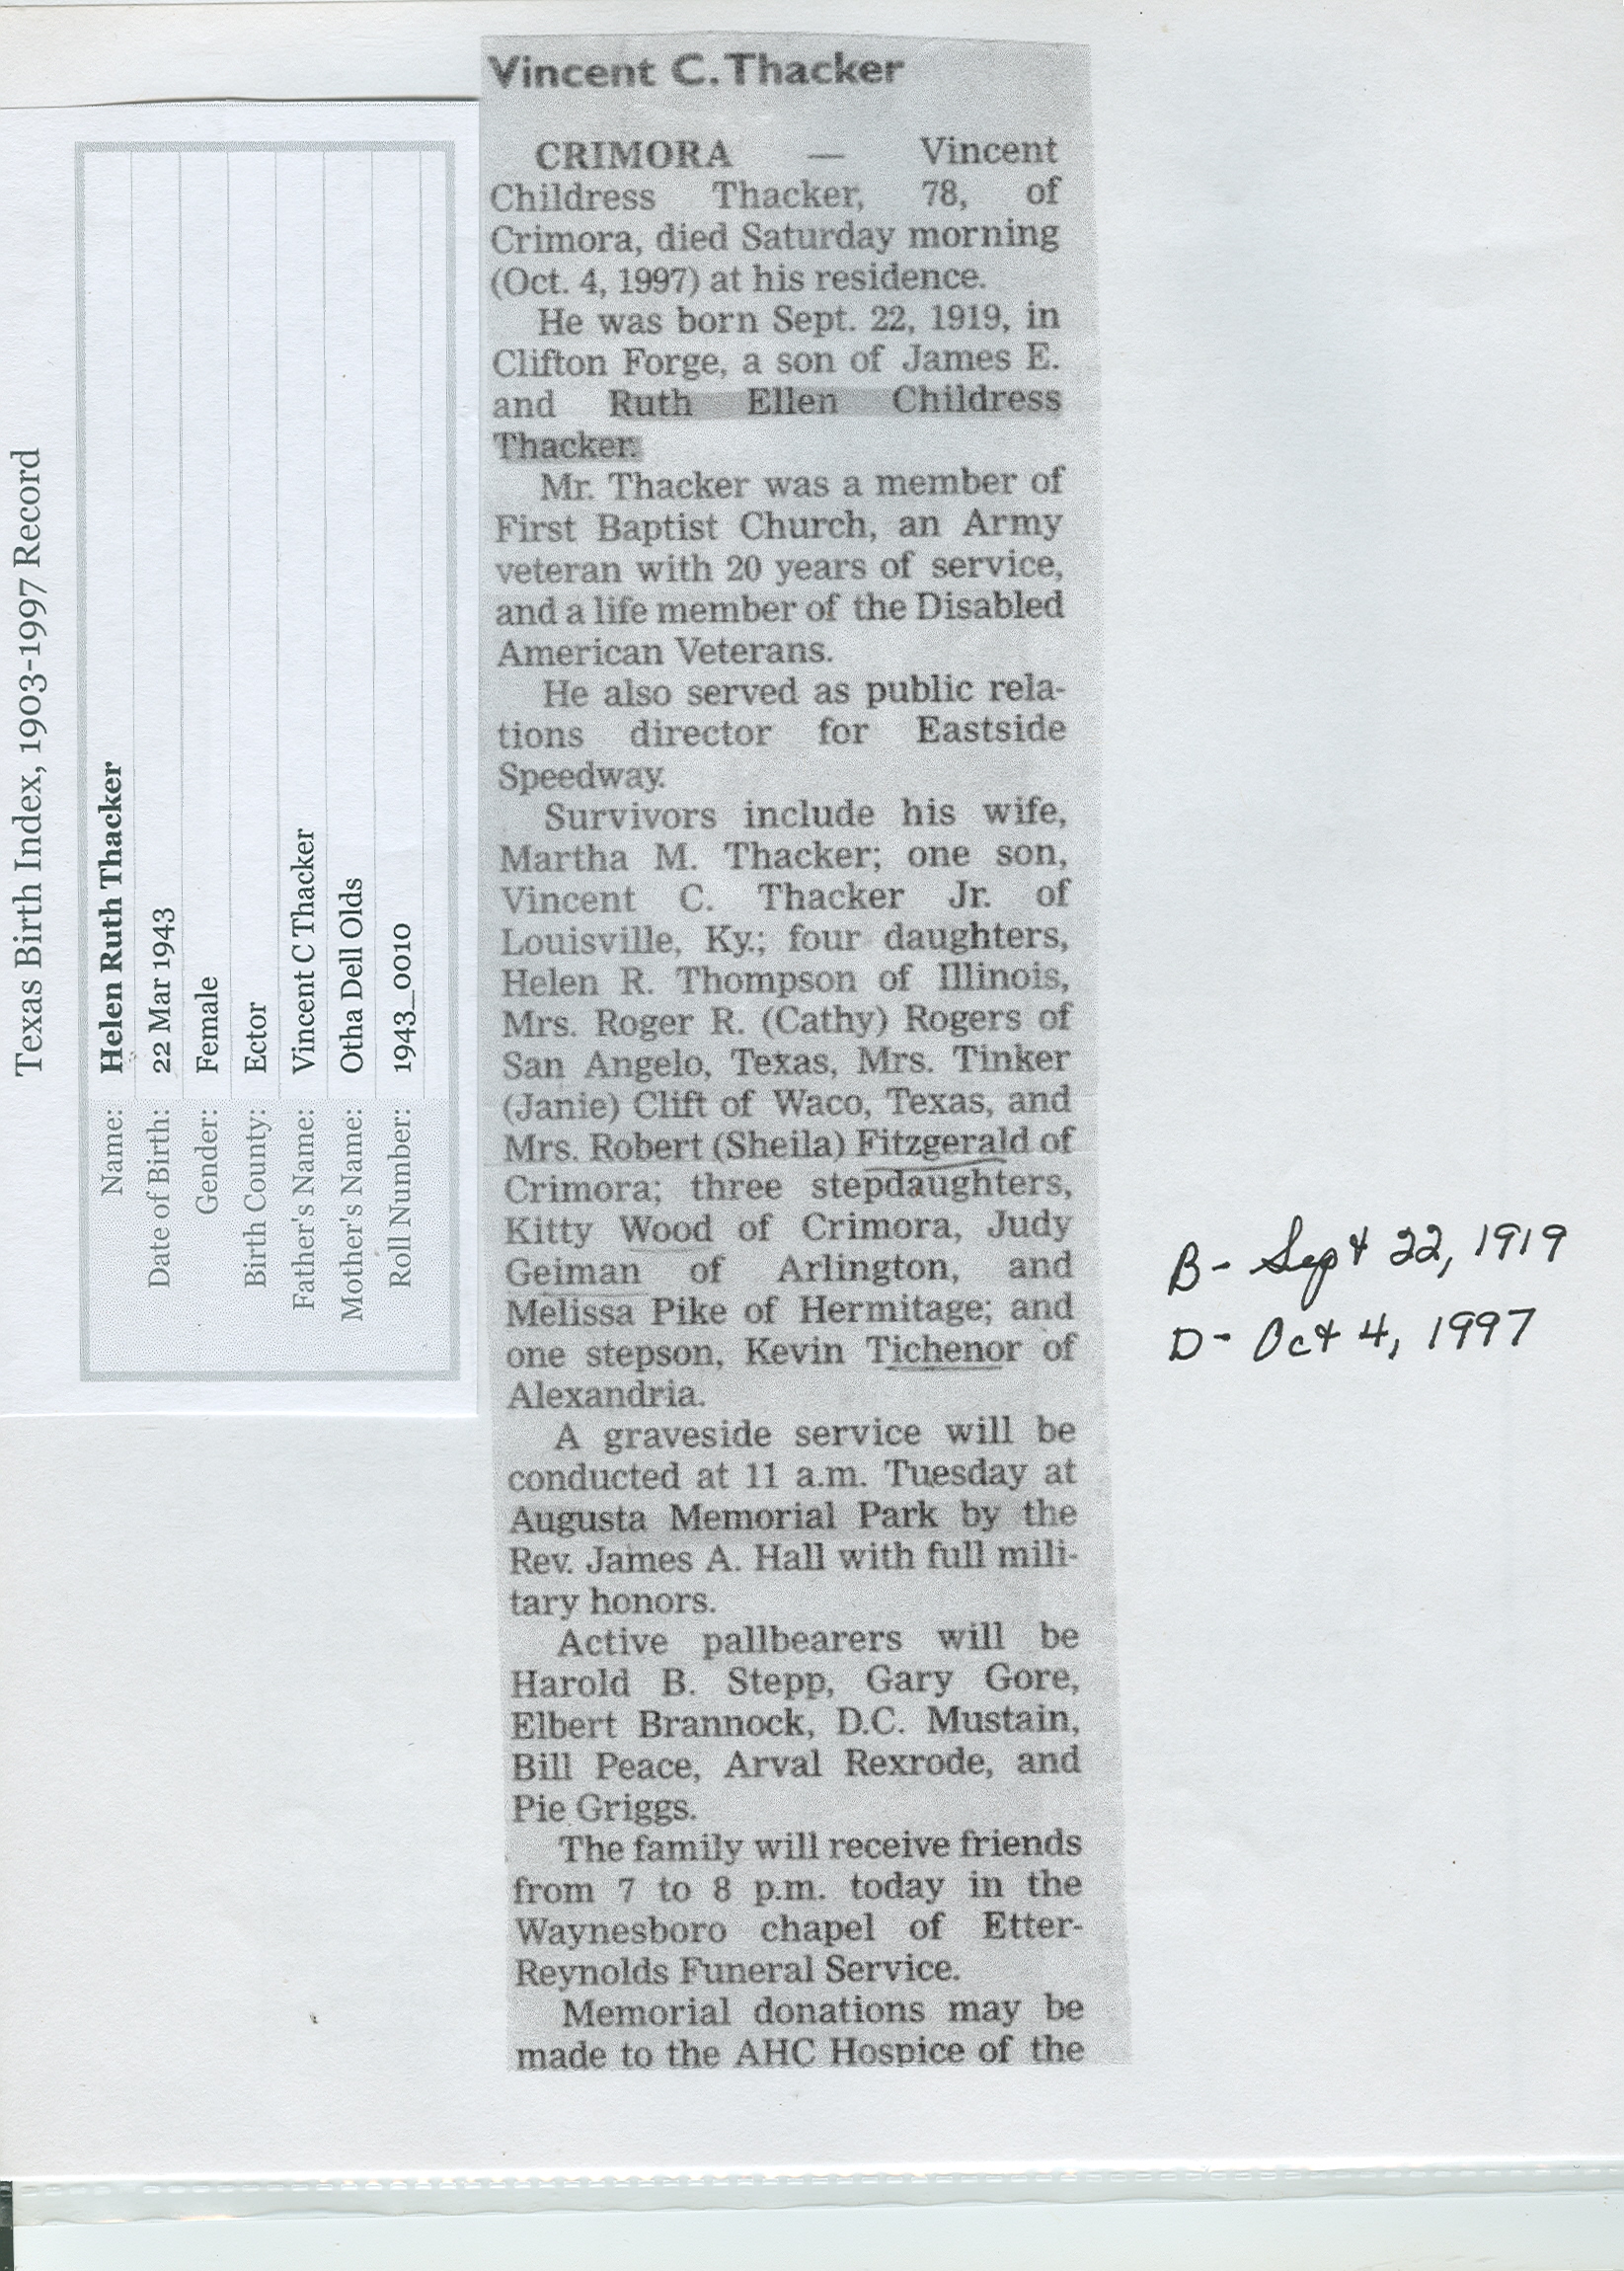 Texas Birth Index, 1903-1997 Record
Name: Helen Ruth Thacker
Date of Birth: 22 Mar 1943
Gender: Female
Birth County: Ector
Father's Name: Vincent C Thacker
Mother's Name: Otha Dell Olds
Roll Number: 1943_0010
Vincent C. Thacker
CRIMORA — Vincent
Childress Thacker, 78, of
Crimora, died Saturday morning
(Oct. 4, 1997) at his residence.
He was born Sept. 22, 1919, in
Clifton Forge, a son of James E.
and Ruth Ellen Childress
Thacker.
Mr. Thacker was a member of
First Baptist Church, an Army
veteran with 20 years of service,
and a life member of the Disabled
American Veterans.
He also served as public rela-
tions director for Eastside
Speedway.
Survivors include his wife,
Martha M. Thacker; one son,
Vincent C. Thacker Jr. of
Louisville, Ky.; four daughters,
Helen R. Thompson of Illinois,
Mrs. Roger R. (Cathy) Rogers of
San Angelo, Texas, Mrs. Tinker
(Janie) Clift of Waco, Texas, and
Mrs. Robert (Sheila) Fitzgerald of
Crimora; three stepdaughters,
Kitty Wood of Crimora, Judy
Geiman of Arlington, and
Melissa Pike of Hermitage; and
one stepson, Kevin Tichenor of
Alexandria.
A graveside service will be
conducted at 11 a.m. Tuesday at
Augusta Memorial Park by the
Rev. James A. Hall with full mili-
tary honors.
Active pallbearers will be
Harold B. Stepp, Gary Gore,
Elbert Brannock, D.C. Mustain,
Bill Peace, Arval Rexrode, and
Pie Griggs.
The family will receive friends
from 7 to 8 p.m. today in the
Waynesboro chapel of Etter-
Reynolds Funeral Service.
Memorial donations may be
made to the AHC Hospice of the
B- Sept 22, 1919
D- Oct 4, 1997